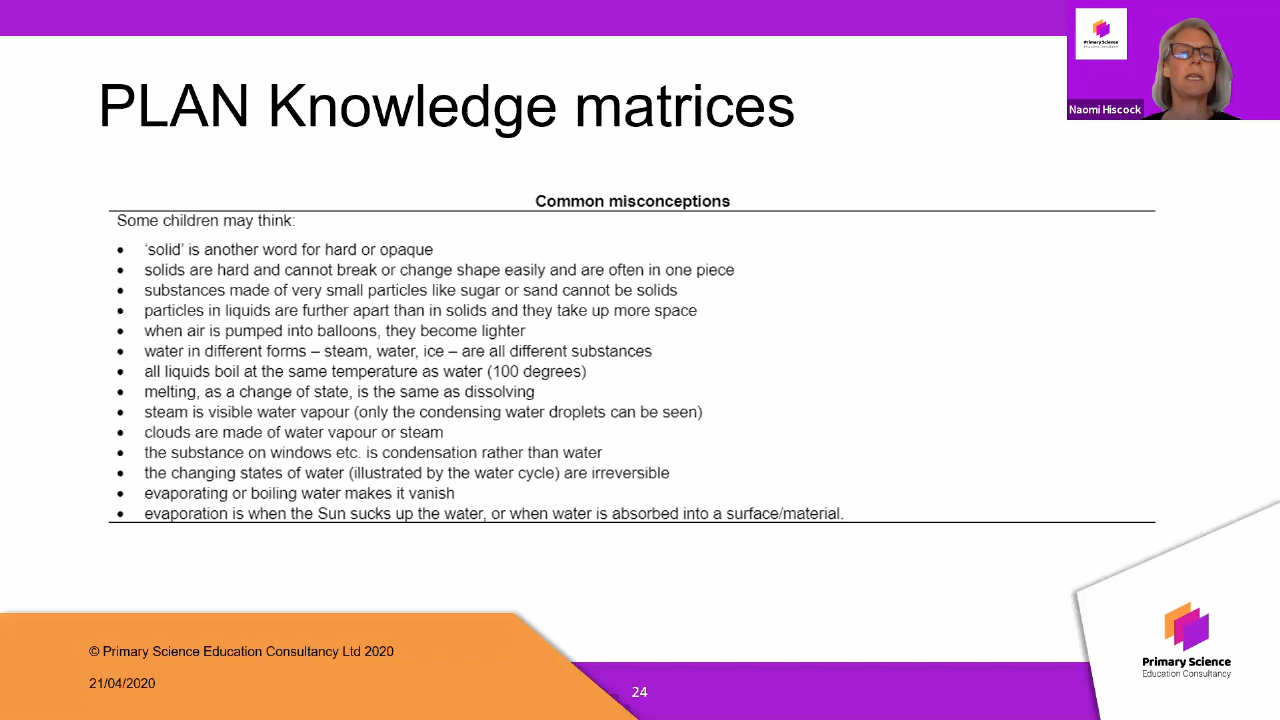 Primary Science
Education Consultancy
Naomi Hiscock
PLAN Knowledge matrices
Common misconceptions
Some children may think:
• ‘solid’ is another word for hard or opaque
• solids are hard and cannot break or change shape easily and are often in one piece
• substances made of very small particles like sugar or sand cannot be solids
• particles in liquids are further apart than in solids and they take up more space
• when air is pumped into balloons, they become lighter
• water in different forms – steam, water, ice – are all different substances
• all liquids boil at the same temperature as water (100 degrees)
• melting, as a change of state, is the same as dissolving
• steam is visible water vapour (only the condensing water droplets can be seen)
• clouds are made of water vapour or steam
• the substance on windows etc. is condensation rather than water
• the changing states of water (illustrated by the water cycle) are irreversible
• evaporating or boiling water makes it vanish
• evaporation is when the Sun sucks up the water, or when water is absorbed into a surface/material.
© Primary Science Education Consultancy Ltd 2020
21/04/2020
24
Primary Science
Education Consultancy